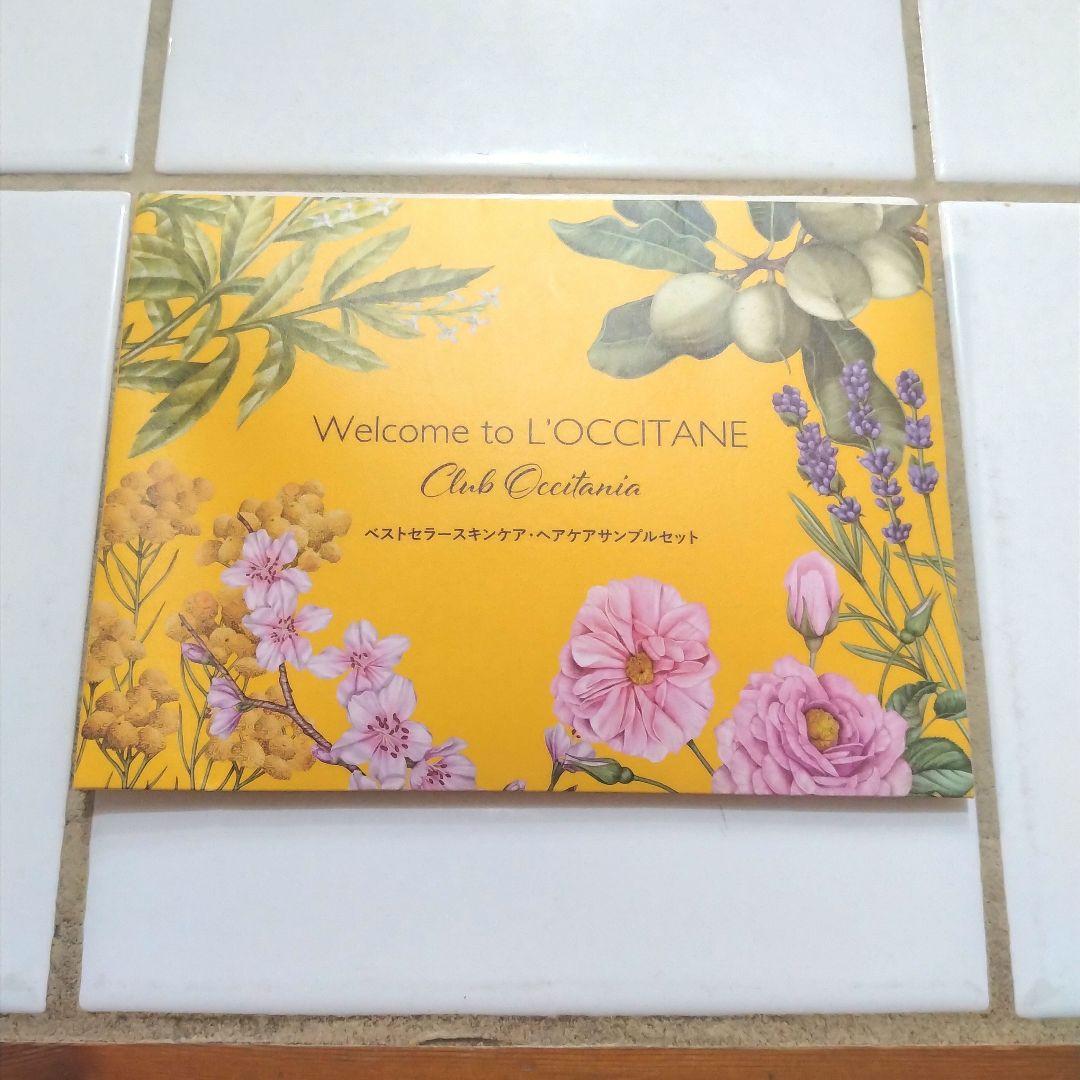 Welcome to L'OCCITANE
Club Occitania
ベストセラースキンケア・ヘアケアサンプルセット